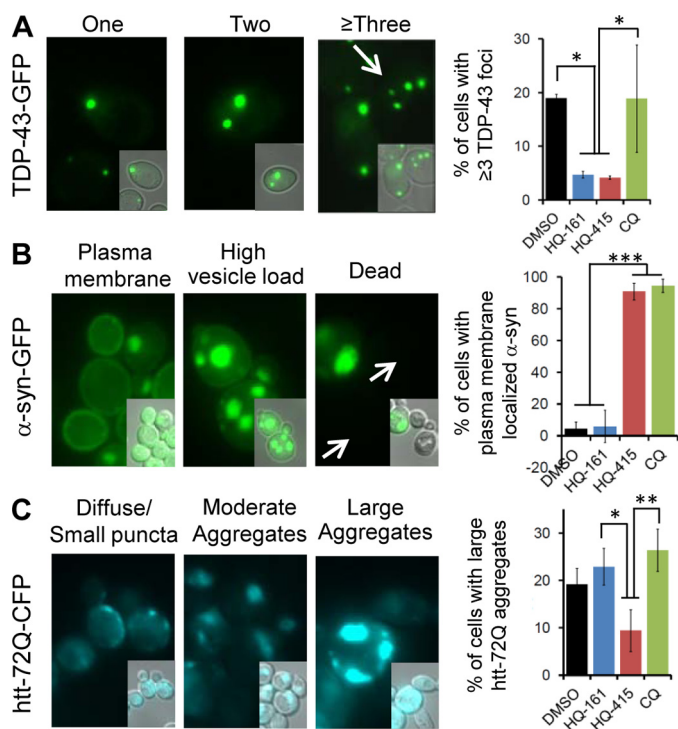 A
One
Two
≥Three
TDP-43-GFP
% of cells with
≥3 TDP-43 foci
30
20
10
0
*
*
DMSO
HQ-161
HQ-415
CQ
B
Plasma
membrane
High
vesicle load
Dead
α-syn-GFP
% of cells with
plasma membrane
localized α-syn
100
80
60
40
20
0
-20
***
DMSO
HQ-161
HQ-415
CQ
C
Diffuse/
Small puncta
Moderate
Aggregates
Large
Aggregates
htt-72Q-CFP
% of cells with large
htt-72Q aggregates
30
20
10
0
*
**
DMSO
HQ-161
HQ-415
CQ